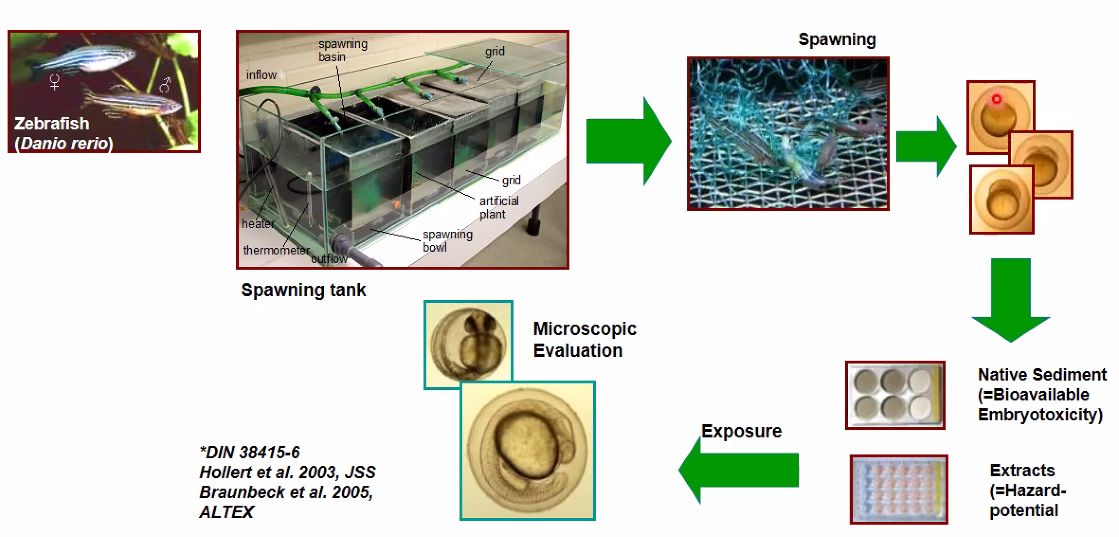 Zebrafish
(Danio rerio)
♀
♂
inflow
spawning
basin
grid
grid
artificial
plant
spawning
bowl
heater
thermometer
outflow
Spawning tank
Spawning
Native Sediment
(=Bioavailable
Embryotoxicity)
Extracts
(=Hazard-
potential
Exposure
Microscopic
Evaluation
*DIN 38415-6
Hollert et al. 2003, JSS
Braunbeck et al. 2005,
ALTEX